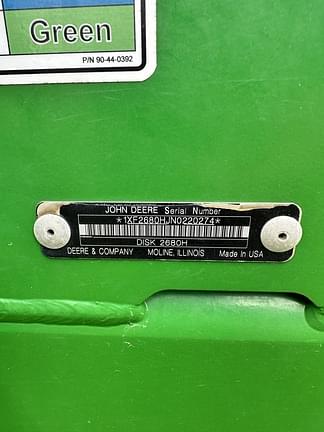 Green
P/N 90-44-0392
JOHN DEERE Serial Number
*1XF2680HJN0220274*
DISK 2680H
DEERE & COMPANY MOLINE, ILLINOIS Made In USA